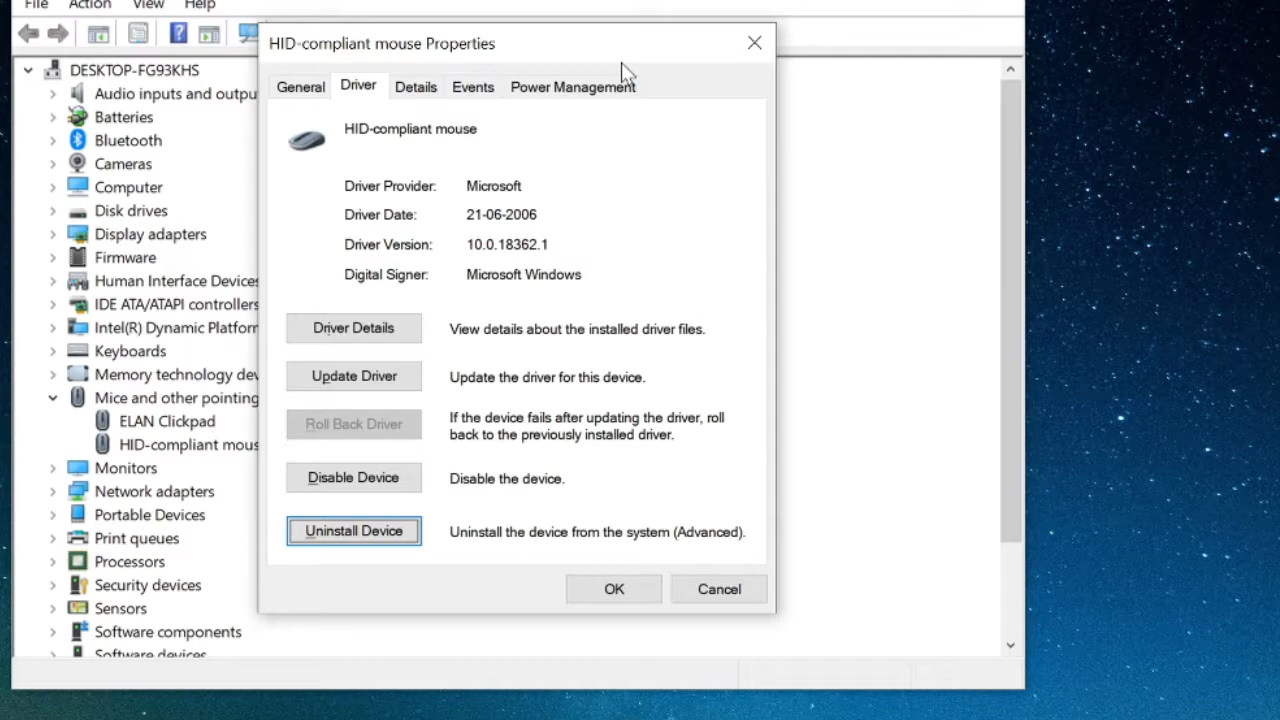 File Action View Help
HID-compliant mouse Properties
General Driver Details Events Power Management
DESKTOP-FG93KHS
Audio inputs and outpu
Batteries
Bluetooth
Cameras
Computer
Disk drives
Display adapters
Firmware
Human Interface Devices
IDE ATA/ATAPI controllers
Intel(R) Dynamic Platform
Keyboards
Memory technology dev
Mice and other pointing
ELAN Clickpad
HID-compliant mous
Monitors
Network adapters
Portable Devices
Print queues
Processors
Security devices
Sensors
Software components
Software devices
HID-compliant mouse
Driver Provider: Microsoft
Driver Date: 21-06-2006
Driver Version: 10.0.18362.1
Digital Signer: Microsoft Windows
Driver Details View details about the installed driver files.
Update Driver Update the driver for this device.
Roll Back Driver If the device fails after updating the driver, roll
back to the previously installed driver.
Disable Device Disable the device.
Uninstall Device Uninstall the device from the system (Advanced).
OK Cancel